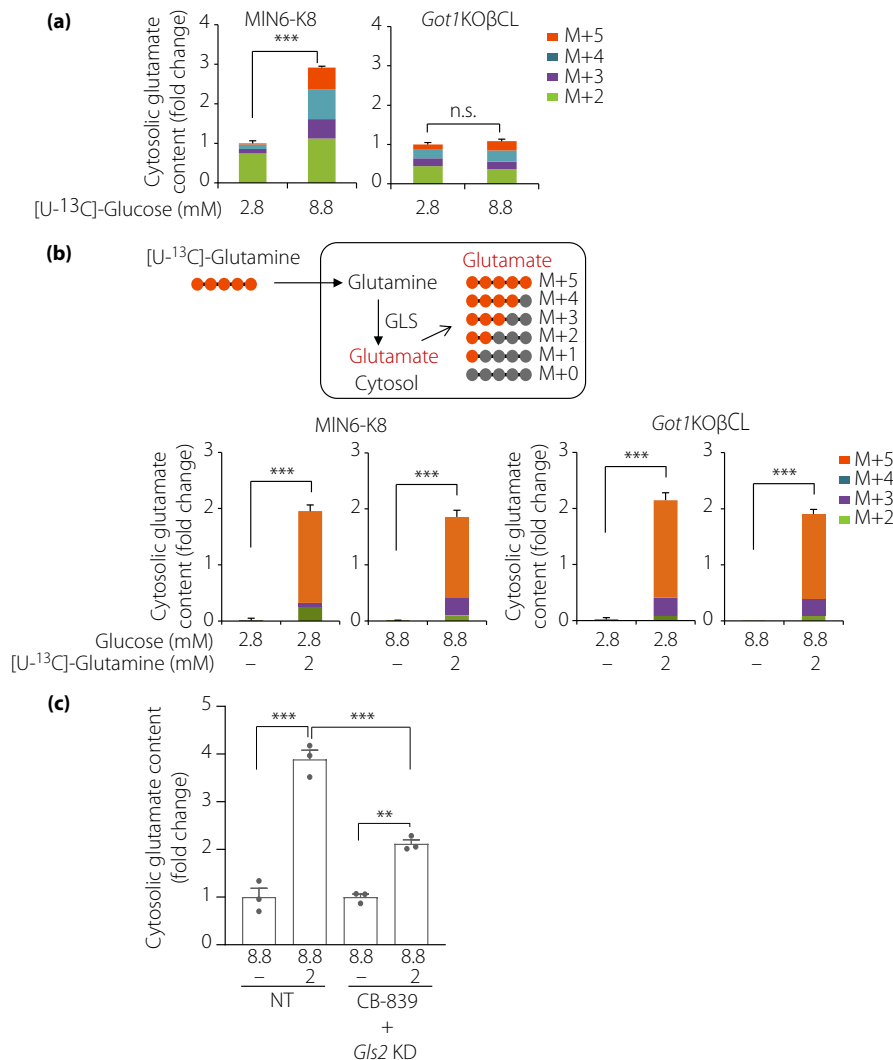 (a)
MIN6-K8
Got1KOβCL
Cytosolic glutamate
content (fold change)
4
3
2
1
0
***
4
3
2
1
0
n.s.
M+5
M+4
M+3
M+2
[U-13C]-Glucose (mM)
2.8
8.8
2.8
8.8
(b)
[U-13C]-Glutamine
Glutamine
GLS
Glutamate
Cytosol
Glutamate
M+5
M+4
M+3
M+2
M+1
M+0
MIN6-K8
Got1KOβCL
Cytosolic glutamate
content (fold change)
3
2
1
0
***
3
2
1
0
***
Cytosolic glutamate
content (fold change)
3
2
1
0
***
3
2
1
0
***
M+5
M+4
M+3
M+2
Glucose (mM)
2.8
2.8
8.8
8.8
2.8
2.8
8.8
8.8
[U-13C]-Glutamine (mM)
–
2
–
2
–
2
–
2
(c)
Cytosolic glutamate content
(fold change)
5
4
3
2
1
0
***
***
**
8.8
8.8
8.8
8.8
–
2
–
2
NT
CB-839
+
Gls2 KD